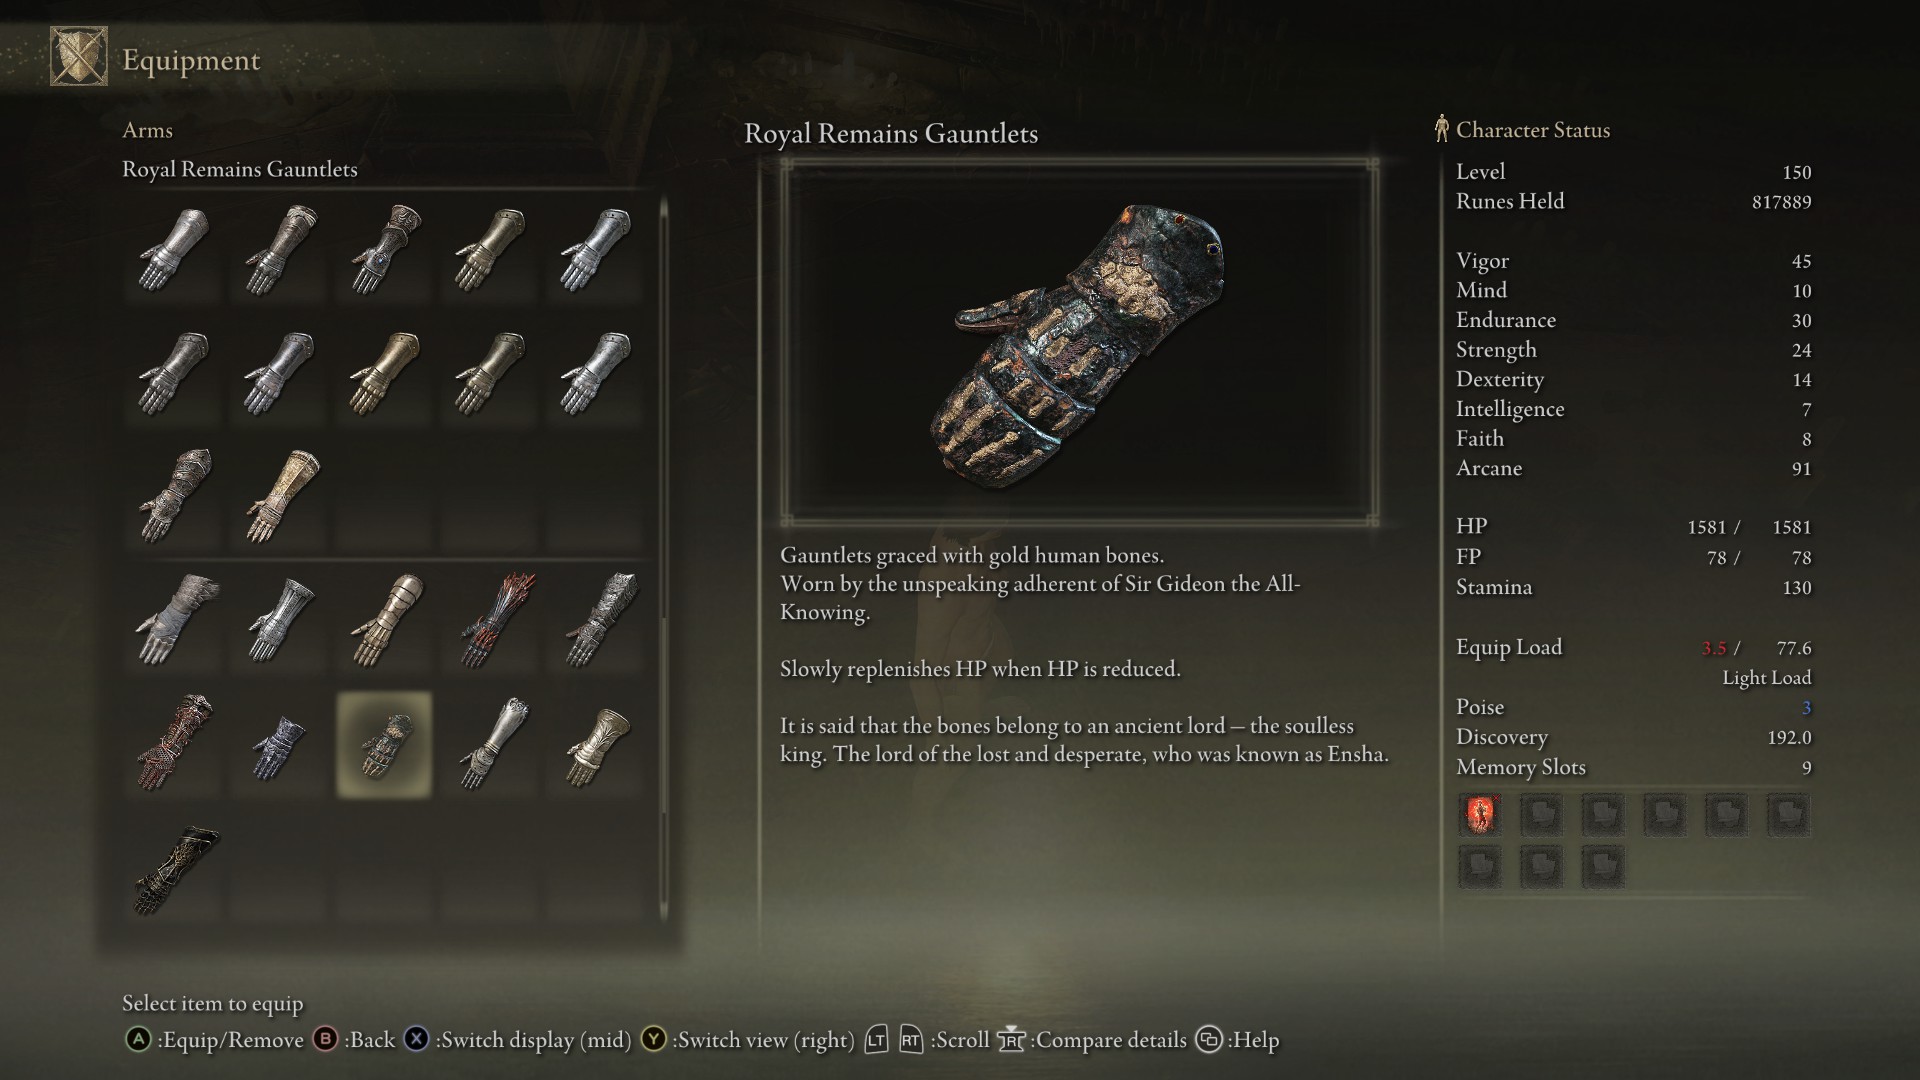 Equipment
Arms
Royal Remains Gauntlets
Royal Remains Gauntlets
Gauntlets graced with gold human bones.
Worn by the unspeaking adherent of Sir Gideon the All-
Knowing.
Slowly replenishes HP when HP is reduced.
It is said that the bones belong to an ancient lord – the soulless
king. The lord of the lost and desperate, who was known as Ensha.
Character Status
Level 150
Runes Held 817889
Vigor 45
Mind 10
Endurance 30
Strength 24
Dexterity 14
Intelligence 7
Faith 8
Arcane 91
HP 1581 / 1581
FP 78 / 78
Stamina 130
Equip Load 3.5 / 77.6
Light Load
Poise 3
Discovery 192.0
Memory Slots 9
Select item to equip
A :Equip/Remove B :Back X :Switch display (mid) Y :Switch view (right) LT RT :Scroll R :Compare details :Help